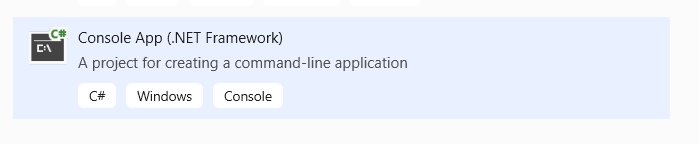 C#
C:\
Console App (.NET Framework)
A project for creating a command-line application
C# Windows Console